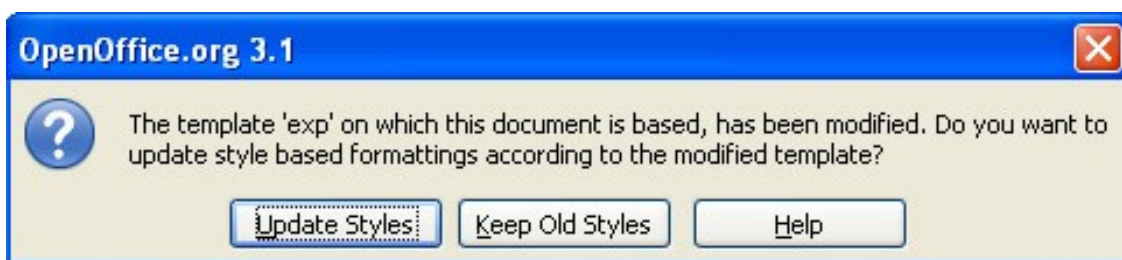 OpenOffice.org 3.1
The template 'exp' on which this document is based, has been modified. Do you want to
update style based formattings according to the modified template?
Update Styles Keep Old Styles Help